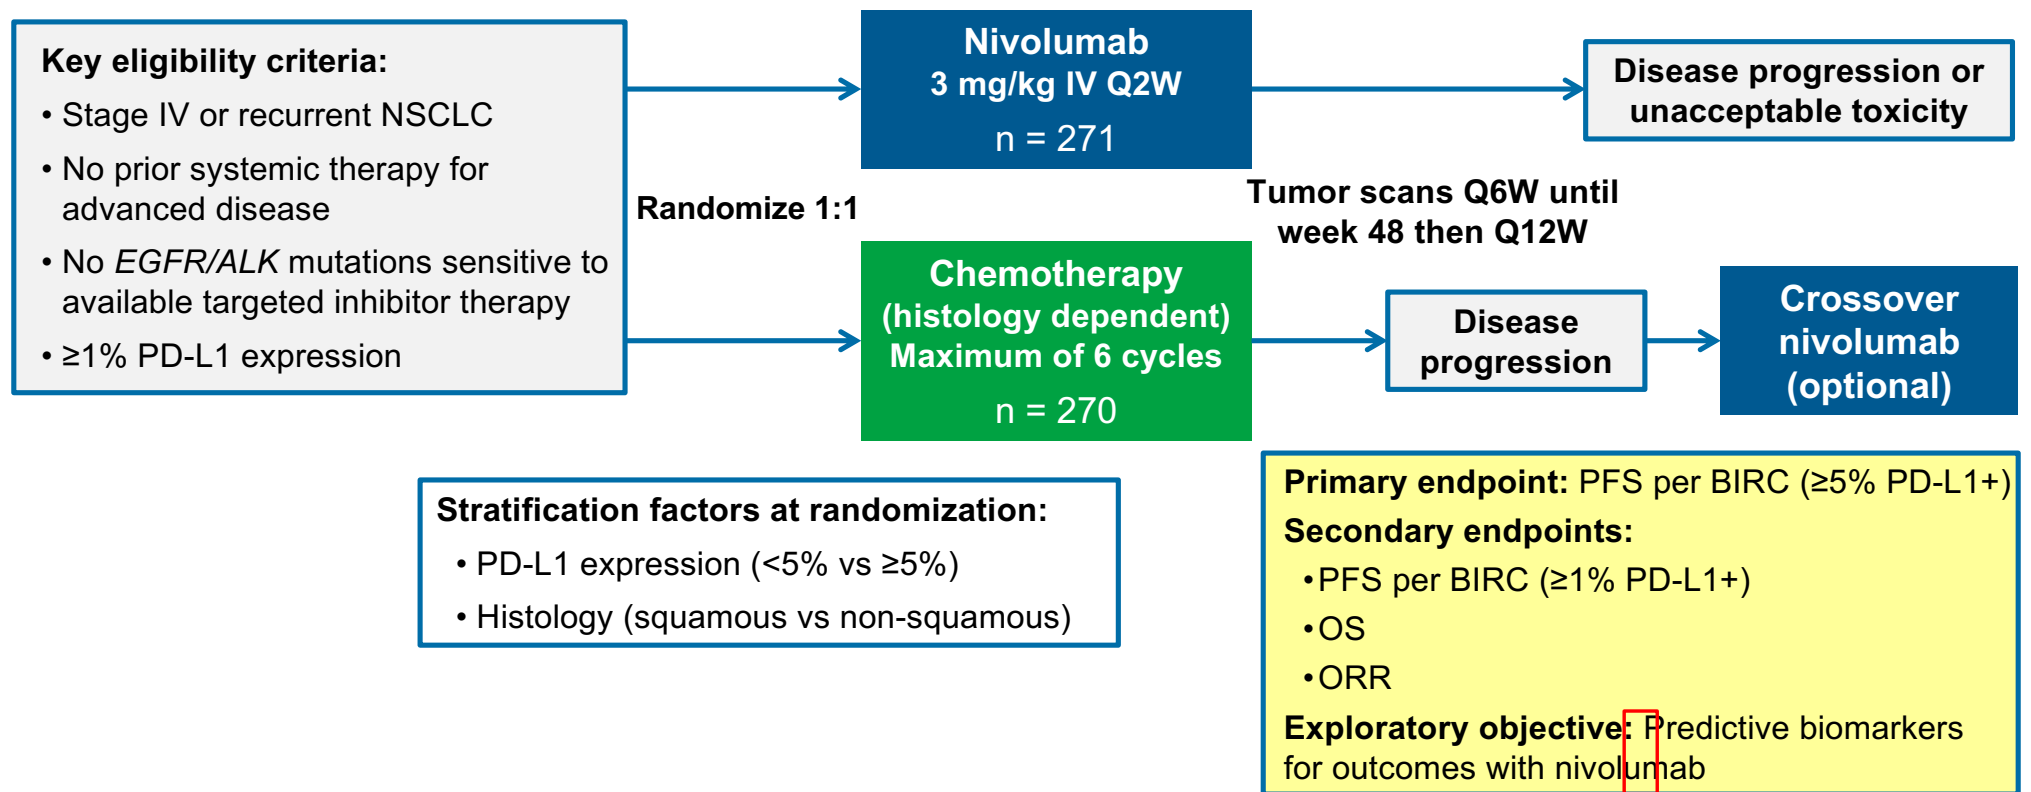 Key eligibility criteria:
• Stage IV or recurrent NSCLC
• No prior systemic therapy for
advanced disease
• No EGFR/ALK mutations sensitive to
available targeted inhibitor therapy
• ≥1% PD-L1 expression
Randomize 1:1
Nivolumab
3 mg/kg IV Q2W
n = 271
Disease progression or
unacceptable toxicity
Tumor scans Q6W until
week 48 then Q12W
Chemotherapy
(histology dependent)
Maximum of 6 cycles
n = 270
Disease
progression
Crossover
nivolumab
(optional)
Stratification factors at randomization:
• PD-L1 expression (<5% vs ≥5%)
• Histology (squamous vs non-squamous)
Primary endpoint: PFS per BIRC (≥5% PD-L1+)
Secondary endpoints:
•PFS per BIRC (≥1% PD-L1+)
•OS
•ORR
Exploratory objective: Predictive biomarkers
for outcomes with nivolumab